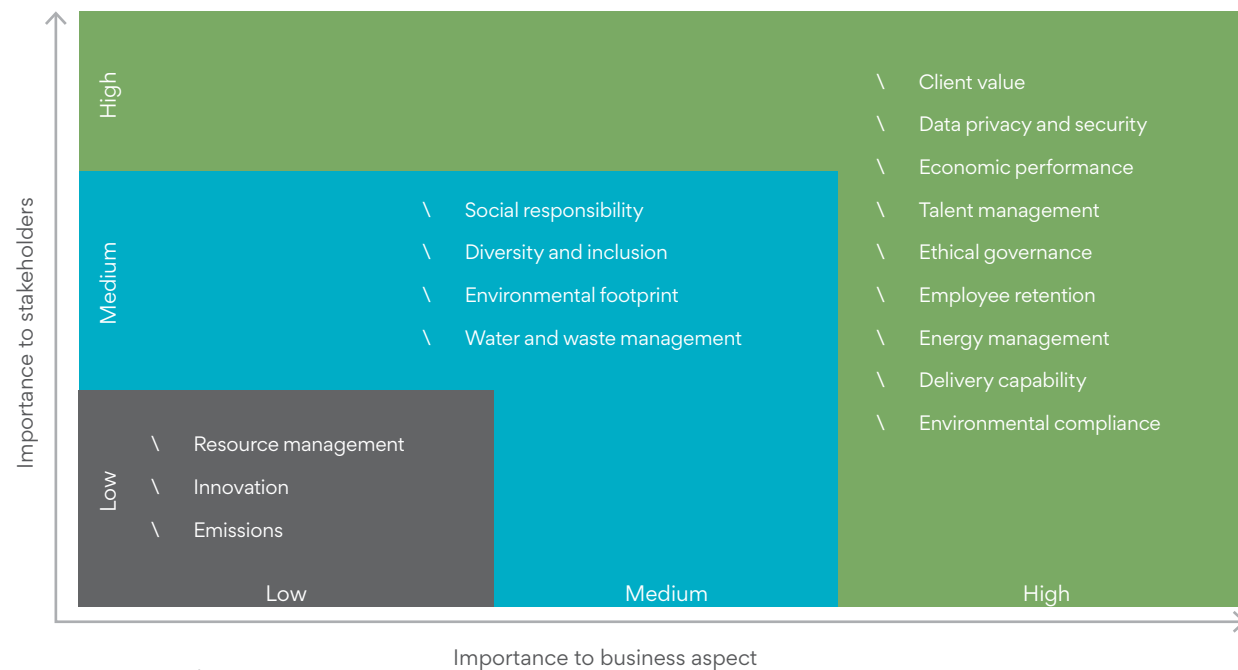 Importance to stakeholders
High
\ Client value
\ Data privacy and security
\ Economic performance
\ Talent management
\ Ethical governance
\ Employee retention
\ Energy management
\ Delivery capability
\ Environmental compliance
Medium
\ Social responsibility
\ Diversity and inclusion
\ Environmental footprint
\ Water and waste management
Low
\ Resource management
\ Innovation
\ Emissions
Low
Medium
High
Importance to business aspect